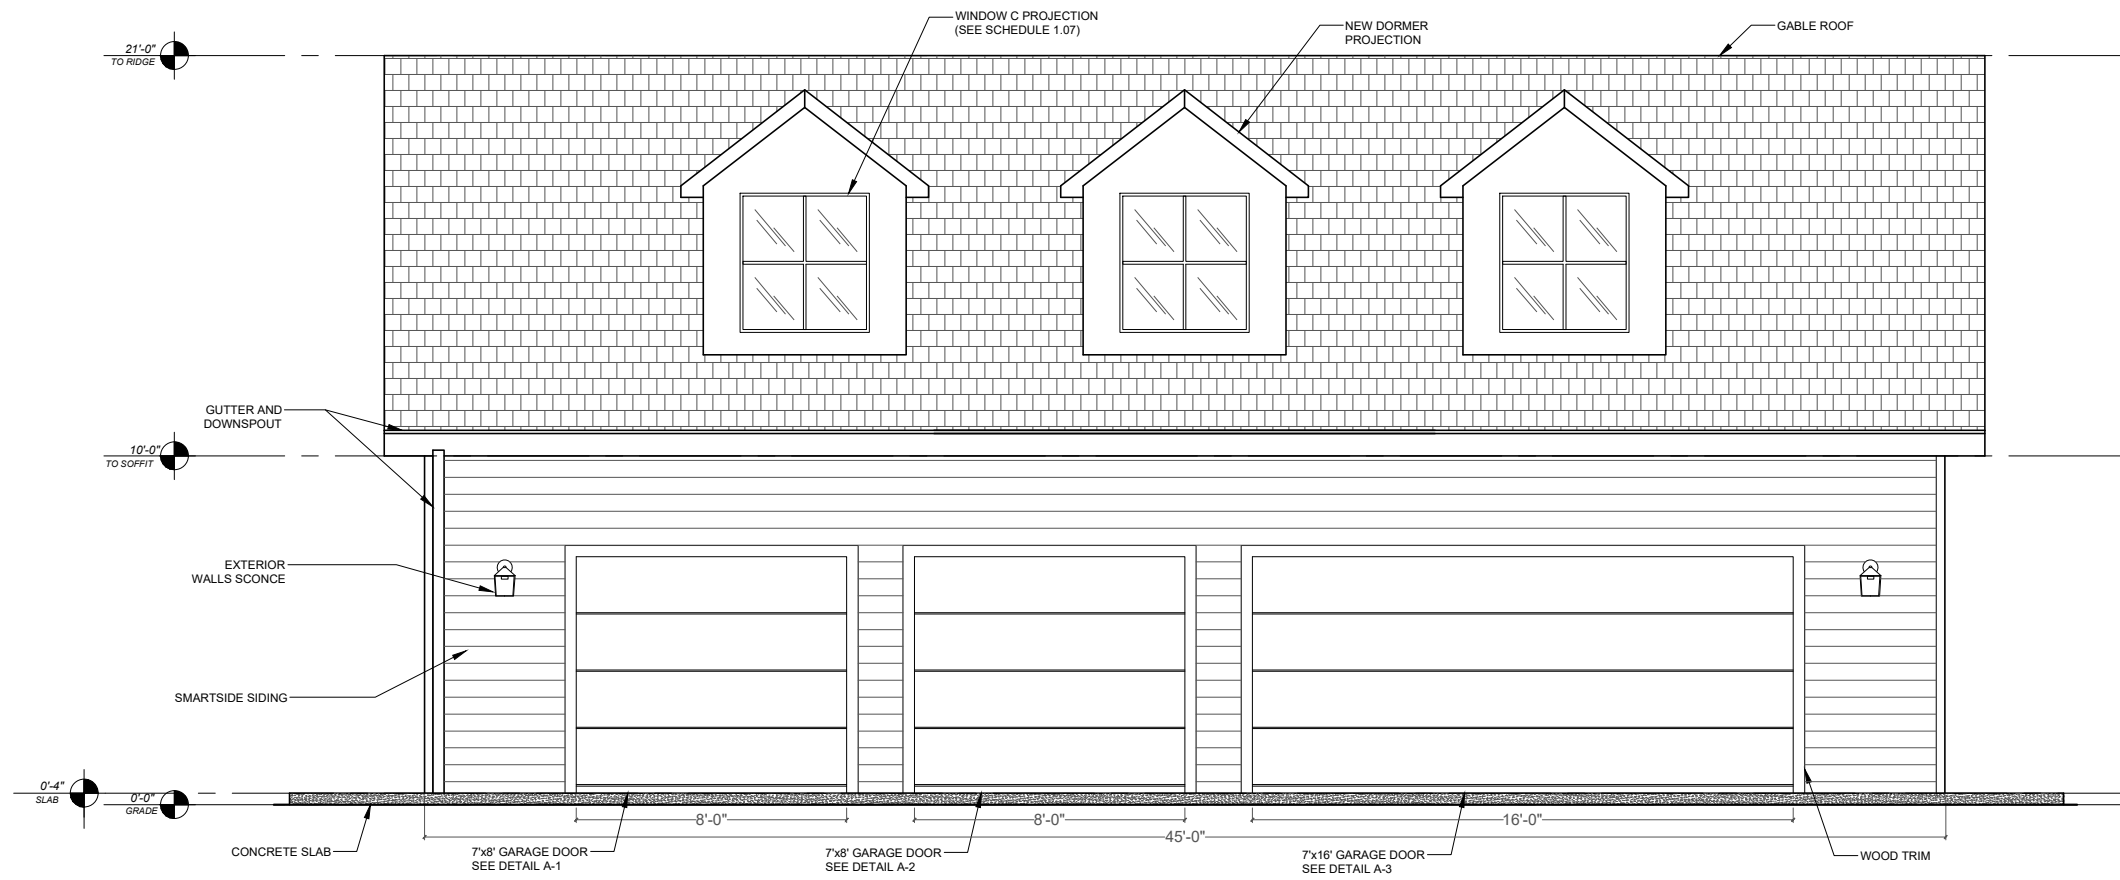 WINDOW C PROJECTION
(SEE SCHEDULE 1.07)
NEW DORMER
PROJECTION
GABLE ROOF
21'-0"
TO RIDGE
GUTTER AND
DOWNSPOUT
10'-0"
TO SOFFIT
EXTERIOR
WALLS SCONCE
SMARTSIDE SIDING
0'-4"
SLAB
0'-0"
GRADE
8'-0"
8'-0"
16'-0"
45'-0"
CONCRETE SLAB
7'x8' GARAGE DOOR
SEE DETAIL A-1
7'x8' GARAGE DOOR
SEE DETAIL A-2
7'x16' GARAGE DOOR
SEE DETAIL A-3
WOOD TRIM